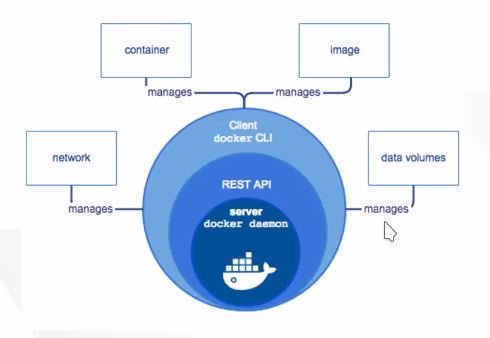 container
image
manages
manages
Client
docker CLI
network
data volumes
REST API
manages
server
manages
docker daemon